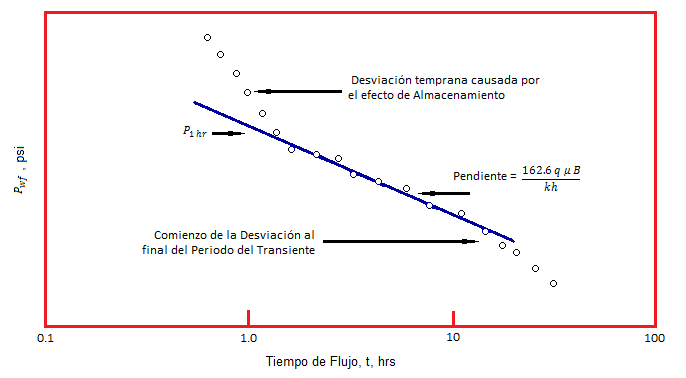 Desviación temprana causada por
el efecto de Almacenamiento
P1 hr
Pwf , psi
Pendiente = 162.6 q μ B / kh
Comienzo de la Desviación al
final del Periodo del Transiente
0.1 1.0 10 100
Tiempo de Flujo, t, hrs